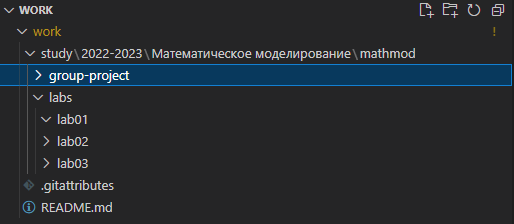 WORK
work !
study\2022-2023\Математическое моделирование\mathmod
group-project
labs
lab01
lab02
lab03
.gitattributes
README.md